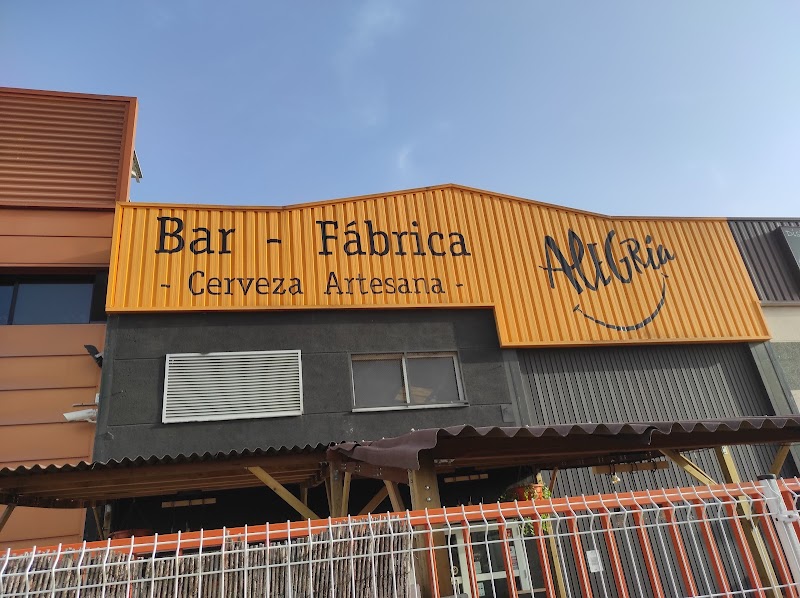 Bar - Fábrica
- Cerveza Artesana -
ALEGRía